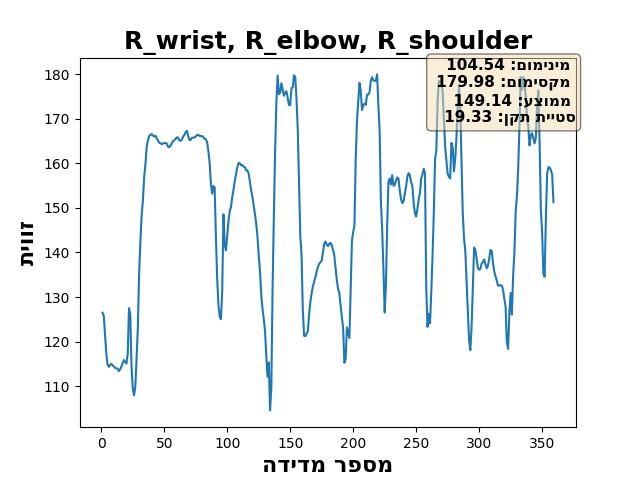 R_wrist, R_elbow, R_shoulder
מינימום: 104.54
מקסימום: 179.98
ממוצע: 149.14
סטיית תקן: 19.33
180
170
160
150
140
130
120
110
זווית
0 50 100 150 200 250 300 350
מספר מדידה